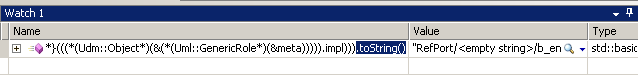 Watch 1
Name Value Type
*}(((*(Udm::Object*)(&(*(Uml::GenericRole*)(&meta))))).impl))).toString() "RefPort/<empty string>/b_en std::basic